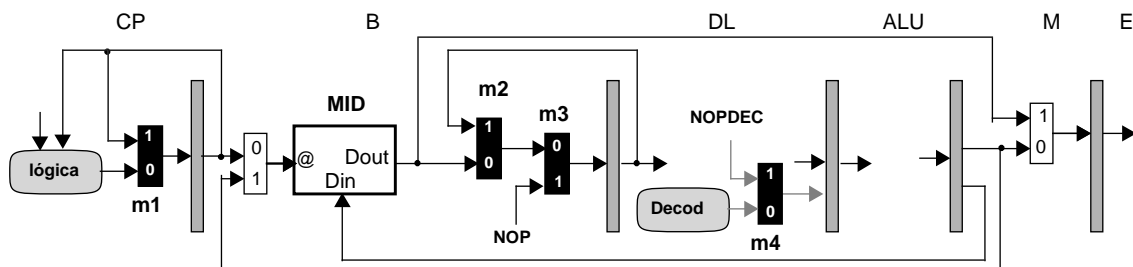 CP B DL ALU M E
MID
m2
m3
NOPDEC
1
0
lógica
m1
0
1
@
Dout
Din
1
0
0
1
NOP
Decod
1
0
m4
1
0